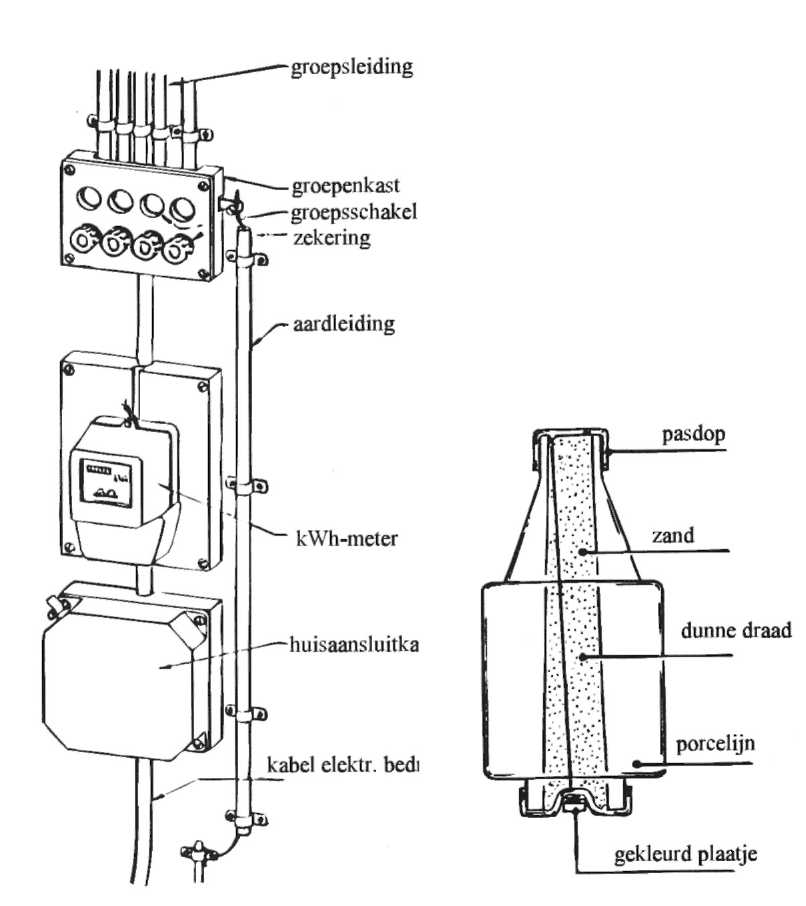 groepsleiding
groepenkast
groepsschakel
zekering
aardleiding
kWh-meter
huisaansluitka
kabel elektr. bed
pasdop
zand
dunne draad
porcelijn
gekleurd plaatje